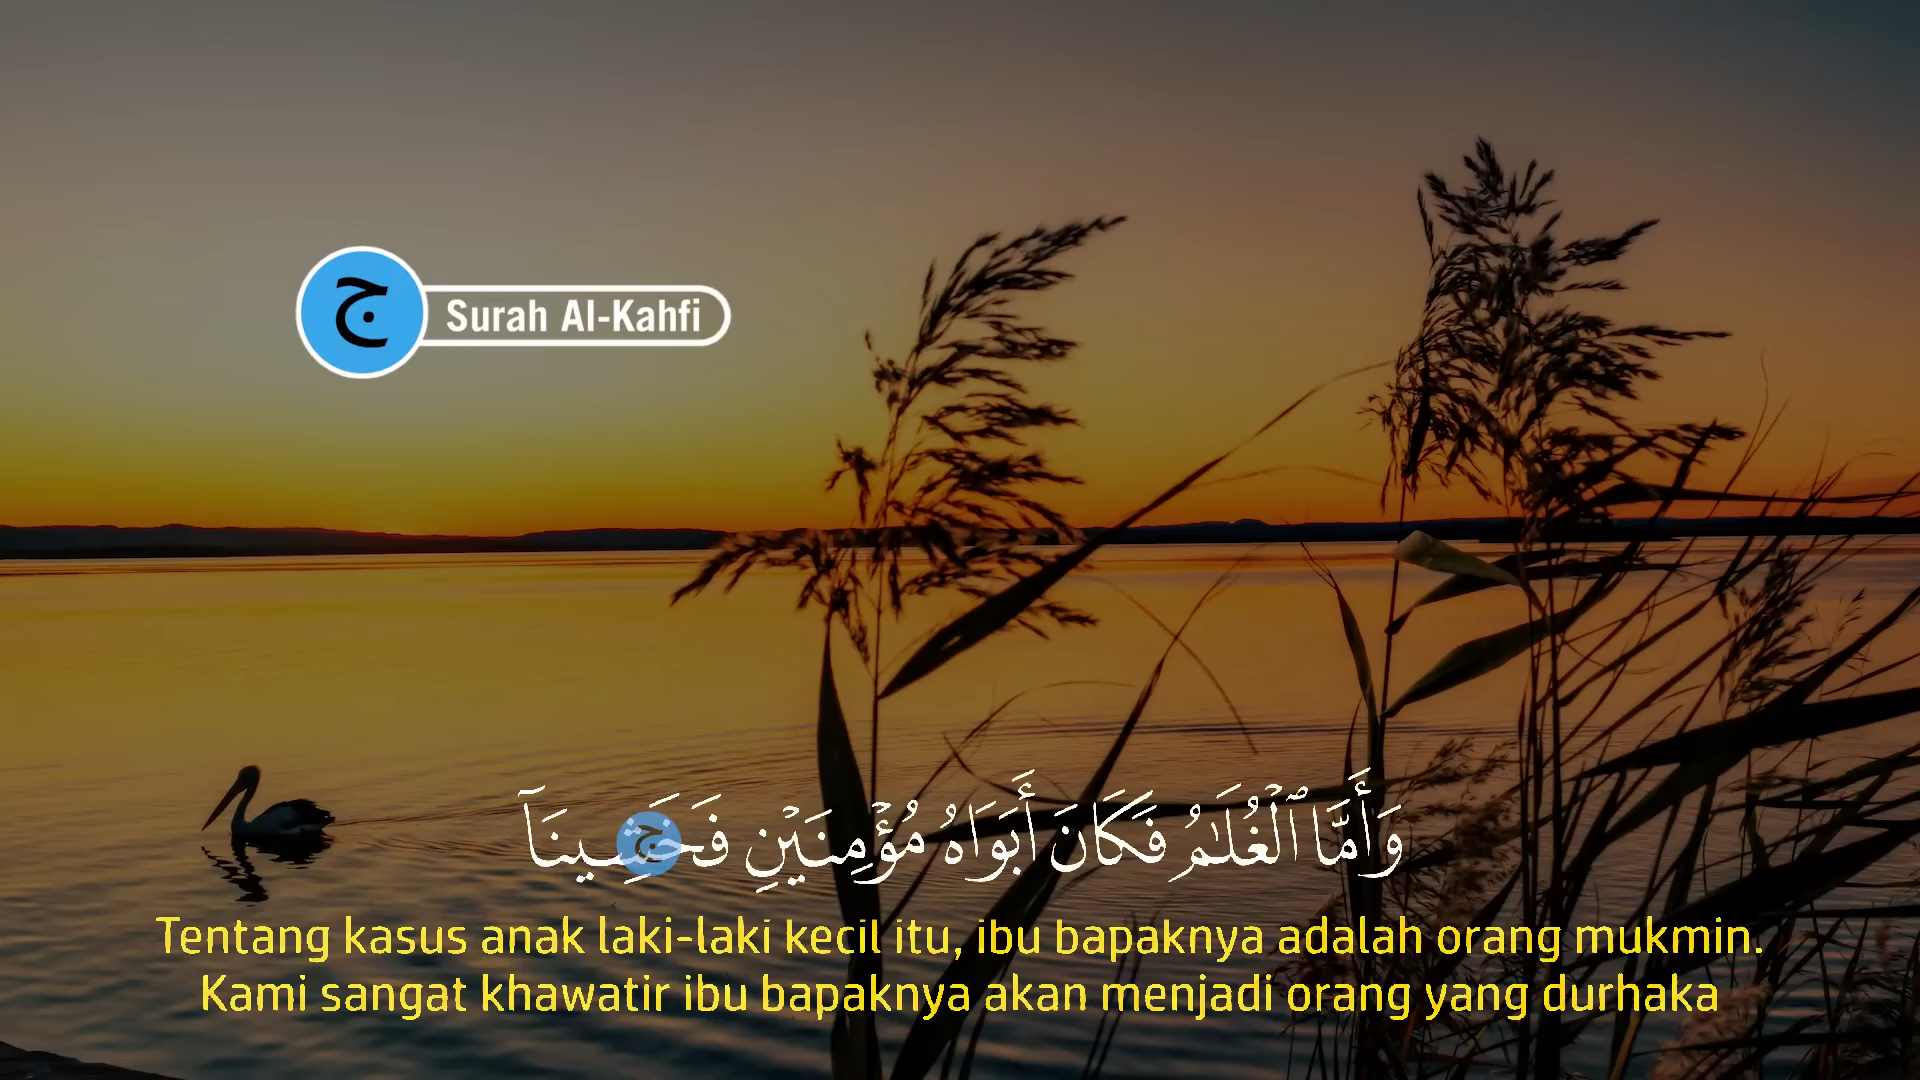 ج
Surah Al-Kahfi
وَأَمَّا ٱلْغُلَـٰمُ فَكَانَ أَبَوَاهُ مُؤْمِنَيْنِ فَخَشِينَآ
ج
Tentang kasus anak laki-laki kecil itu, ibu bapaknya adalah orang mukmin.
Kami sangat khawatir ibu bapaknya akan menjadi orang yang durhaka